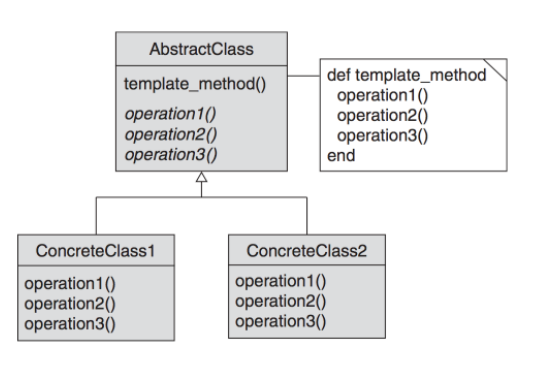 AbstractClass
template_method()
operation1()
operation2()
operation3()
def template_method
operation1()
operation2()
operation3()
end
ConcreteClass1
operation1()
operation2()
operation3()
ConcreteClass2
operation1()
operation2()
operation3()